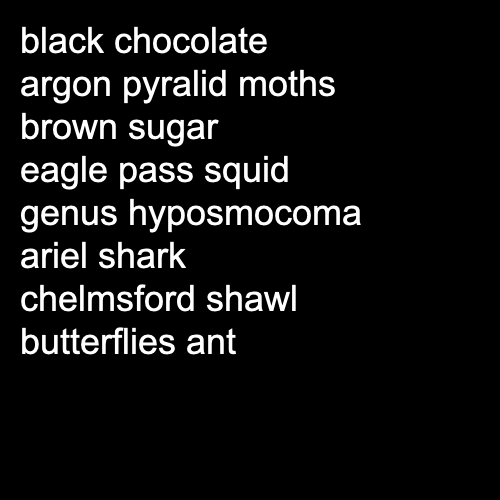 black chocolate
argon pyralid moths
brown sugar
eagle pass squid
genus hyposmocoma
ariel shark
chelmsford shawl
butterflies ant